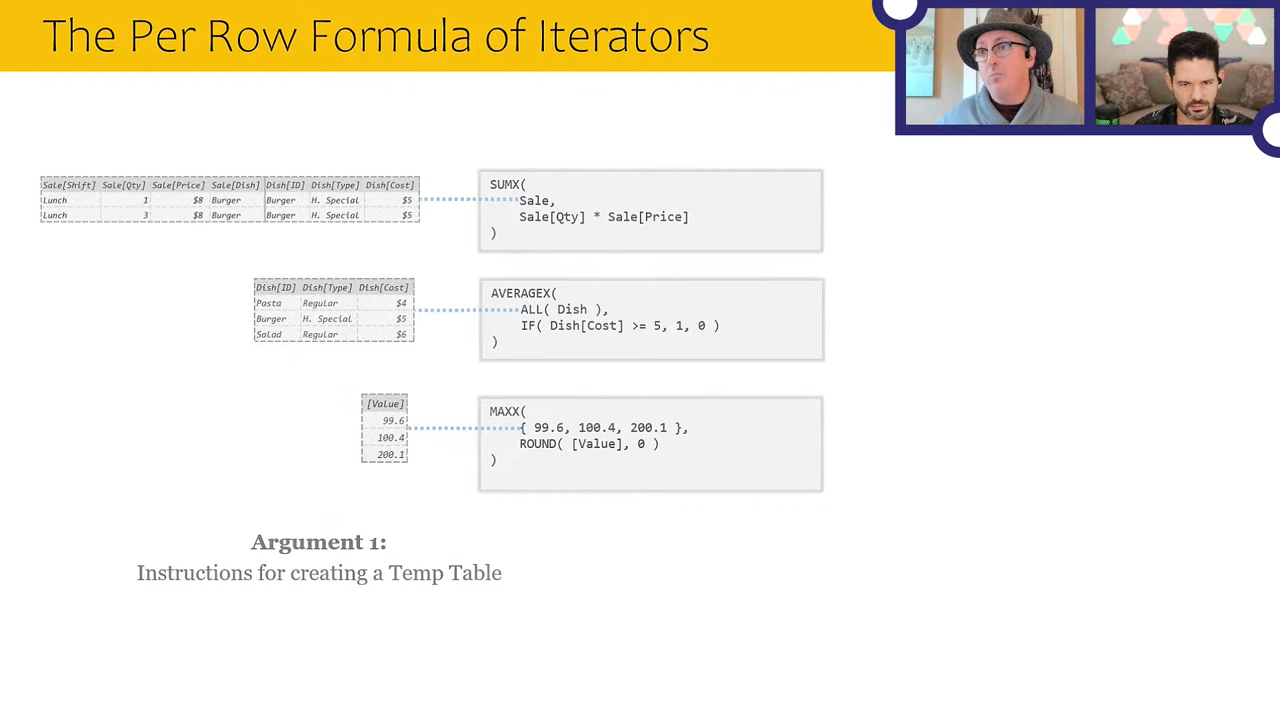 The Per Row Formula of Iterators
Sale[Shift] Sale[Qty] Sale[Price] Sale[Dish] Dish[ID] Dish[Type] Dish[Cost]
Lunch 1 $8 Burger Burger H. Special $5
Lunch 3 $8 Burger Burger H. Special $5
SUMX(
Sale,
Sale[Qty] * Sale[Price]
)
Dish[ID] Dish[Type] Dish[Cost]
Pasta Regular $4
Burger H. Special $5
Salad Regular $6
AVERAGEX(
ALL( Dish ),
IF( Dish[Cost] >= 5, 1, 0 )
)
[Value]
99.6
100.4
200.1
MAXX(
{ 99.6, 100.4, 200.1 },
ROUND( [Value], 0 )
)
Argument 1:
Instructions for creating a Temp Table